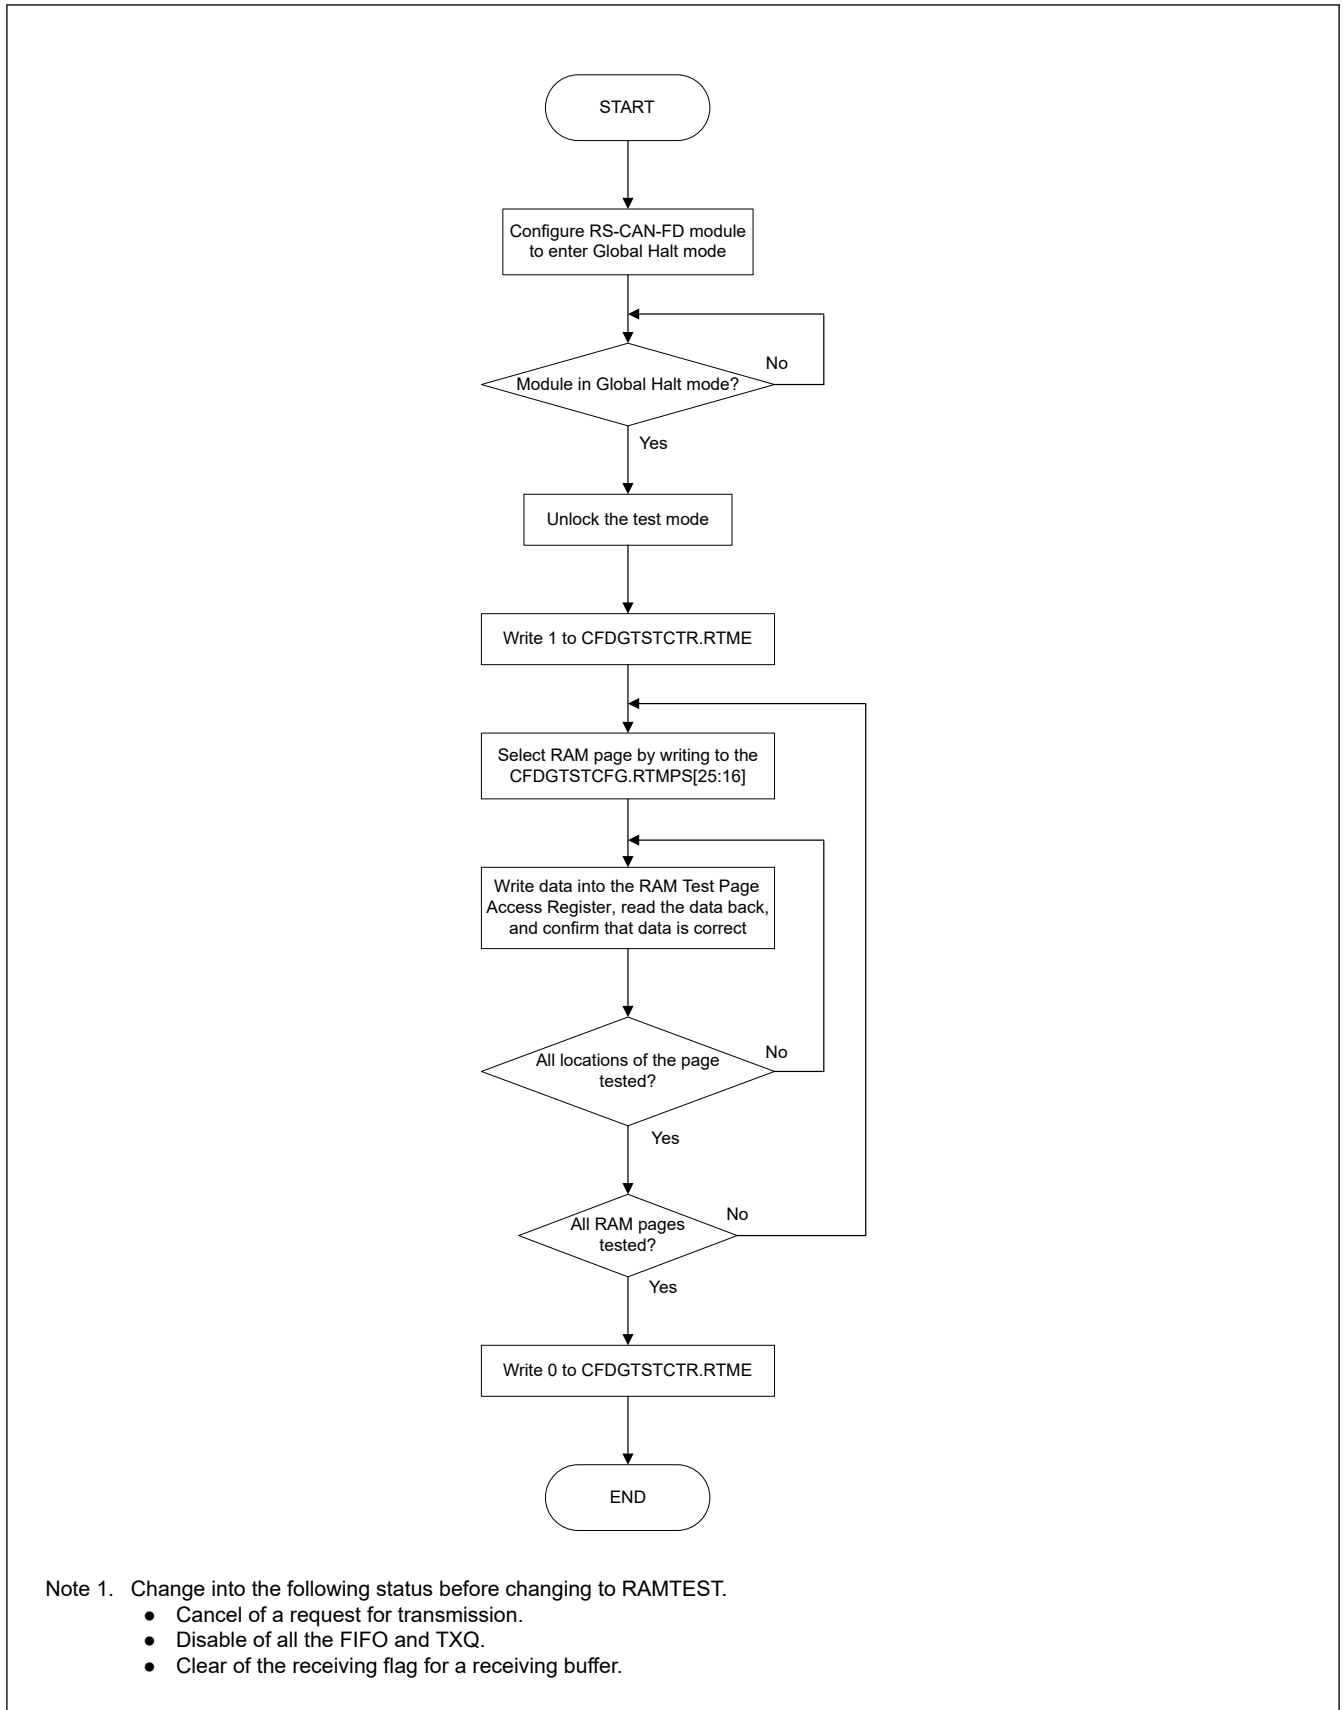 START
Configure RS-CAN-FD module
to enter Global Halt mode
No
Module in Global Halt mode?
Yes
Unlock the test mode
Write 1 to CFDGTSTCTR.RTME
Select RAM page by writing to the
CFDGTSTCFG.RTMPS[25:16]
Write data into the RAM Test Page
Access Register, read the data back,
and confirm that data is correct
No
All locations of the page
tested?
Yes
No
All RAM pages
tested?
Yes
Write 0 to CFDGTSTCTR.RTME
END
Note 1. Change into the following status before changing to RAMTEST.
● Cancel of a request for transmission.
● Disable of all the FIFO and TXQ.
● Clear of the receiving flag for a receiving buffer.